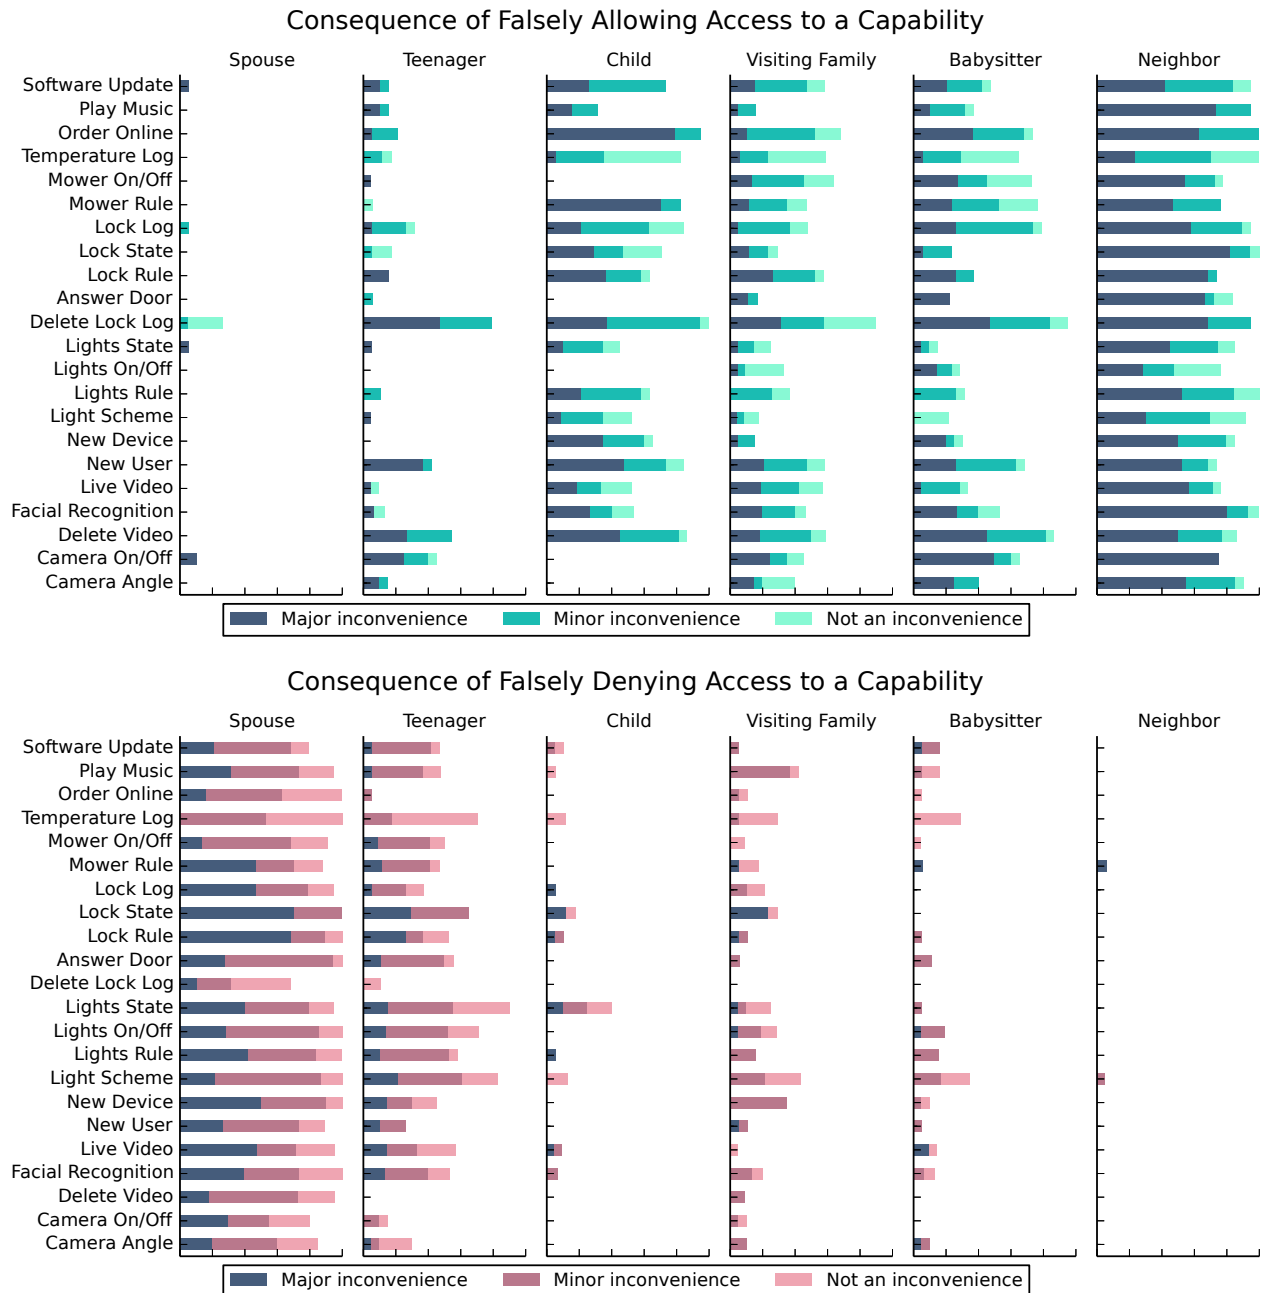 Consequence of Falsely Allowing Access to a Capability
Spouse Teenager Child Visiting Family Babysitter Neighbor
Software Update
Play Music
Order Online
Temperature Log
Mower On/Off
Mower Rule
Lock Log
Lock State
Lock Rule
Answer Door
Delete Lock Log
Lights State
Lights On/Off
Lights Rule
Light Scheme
New Device
New User
Live Video
Facial Recognition
Delete Video
Camera On/Off
Camera Angle
Major inconvenience Minor inconvenience Not an inconvenience
Consequence of Falsely Denying Access to a Capability
Spouse Teenager Child Visiting Family Babysitter Neighbor
Software Update
Play Music
Order Online
Temperature Log
Mower On/Off
Mower Rule
Lock Log
Lock State
Lock Rule
Answer Door
Delete Lock Log
Lights State
Lights On/Off
Lights Rule
Light Scheme
New Device
New User
Live Video
Facial Recognition
Delete Video
Camera On/Off
Camera Angle
Major inconvenience Minor inconvenience Not an inconvenience